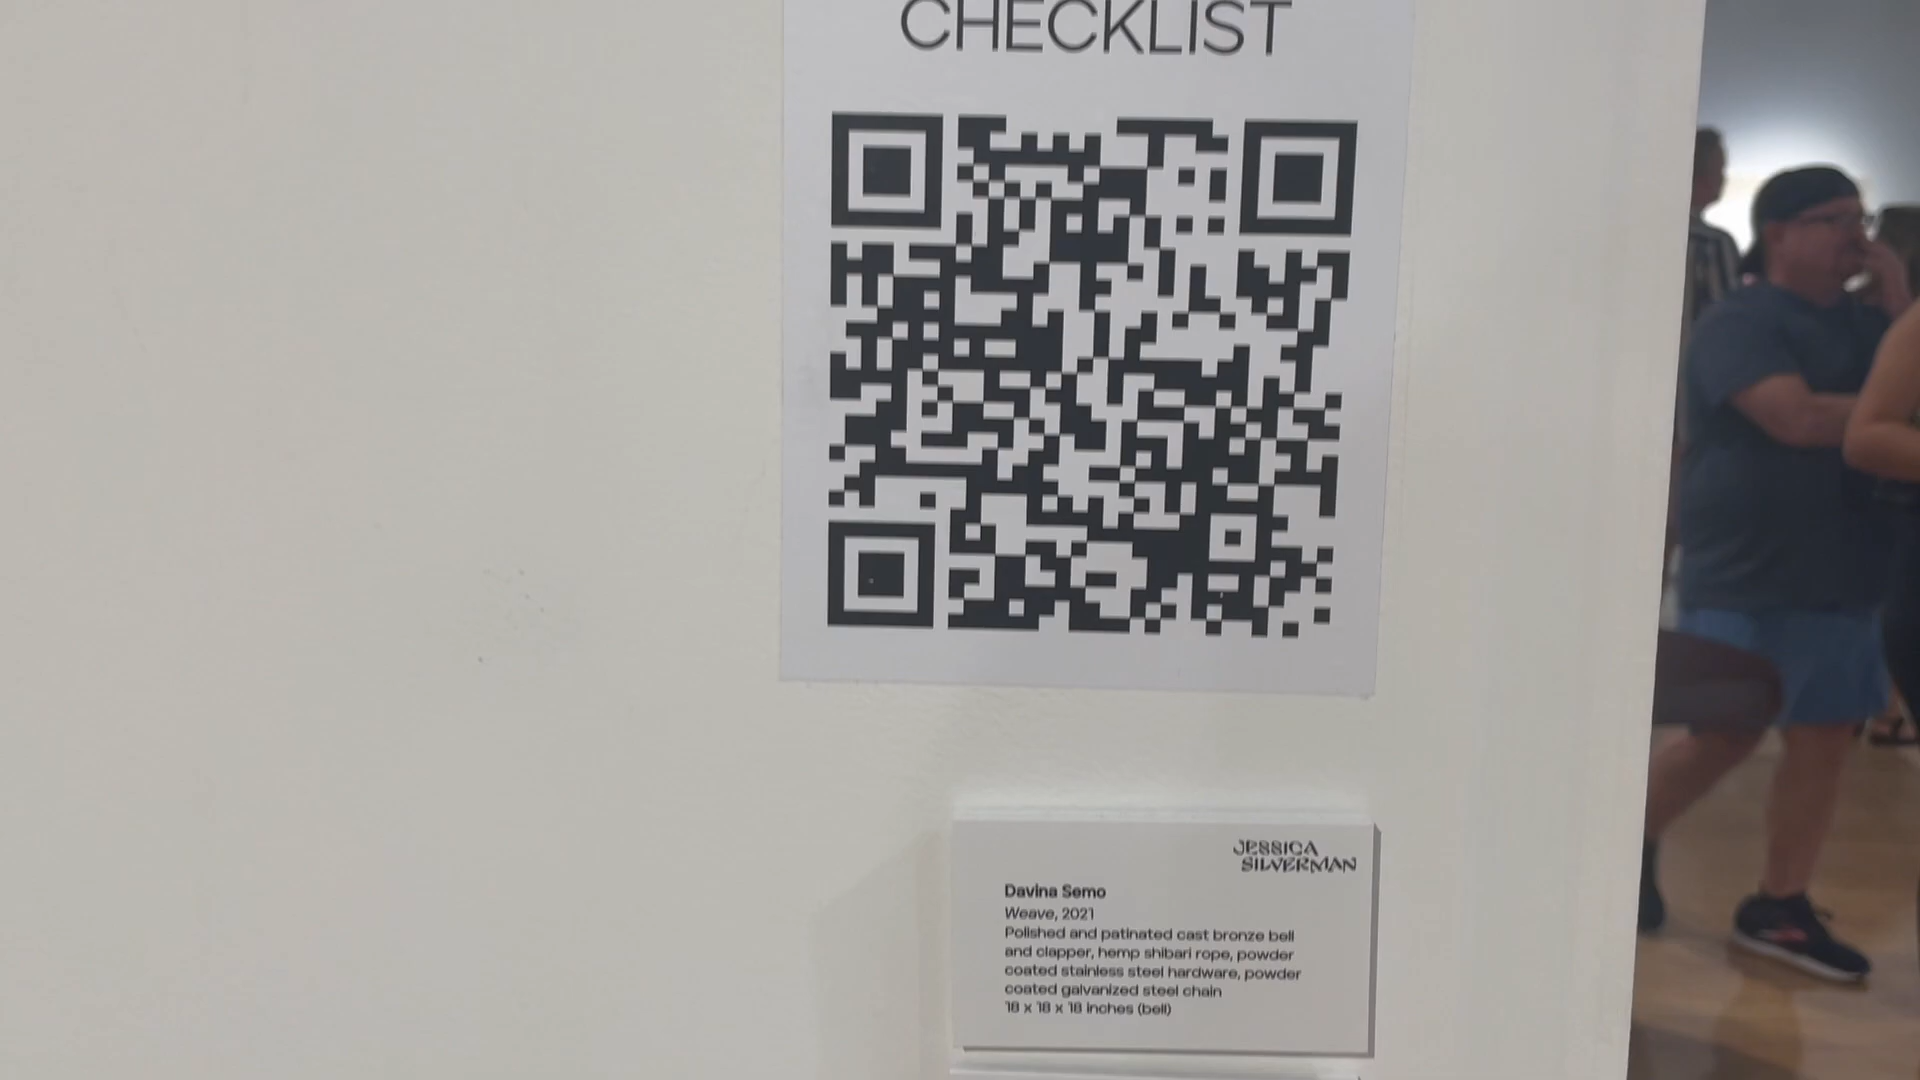 CHECKLIST
JESSICA
SILVERMAN
Davina Semo
Weave, 2021
Polished and patinated cast bronze bell
and clapper, hemp shibari rope, powder
coated stainless steel hardware, powder
coated galvanized steel chain
18 x 18 x 18 inches (bell)